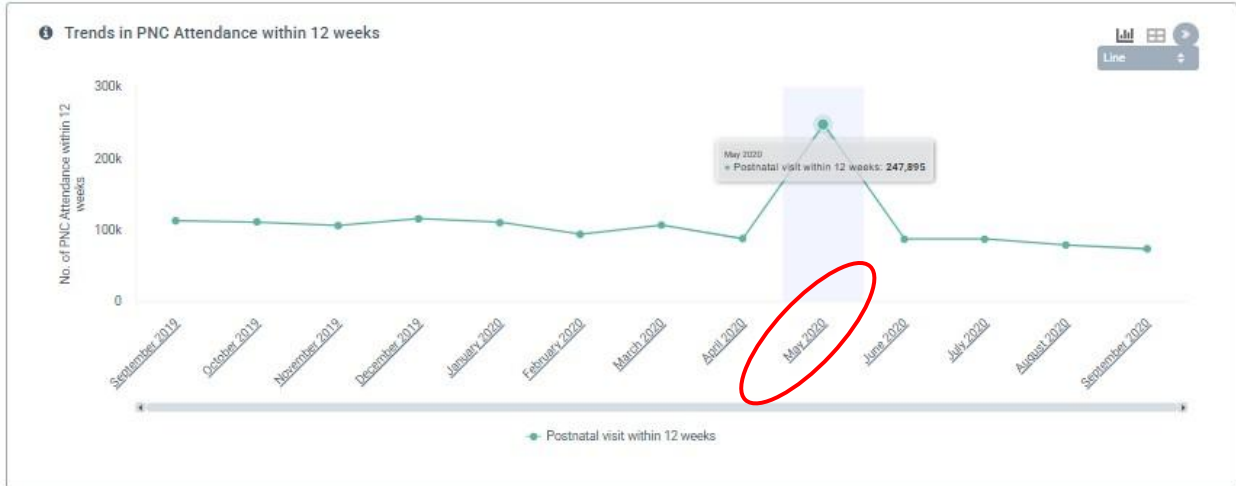 Trends in PNC Attendance within 12 weeks
Line
300k
200k
100k
0
No. of PNC Attendance within 12
weeks
May 2020
Postnatal visit within 12 weeks: 247,895
September 2019
October 2019
November 2019
December 2019
January 2020
February 2020
March 2020
April 2020
May 2020
June 2020
July 2020
August 2020
September 2020
Postnatal visit within 12 weeks